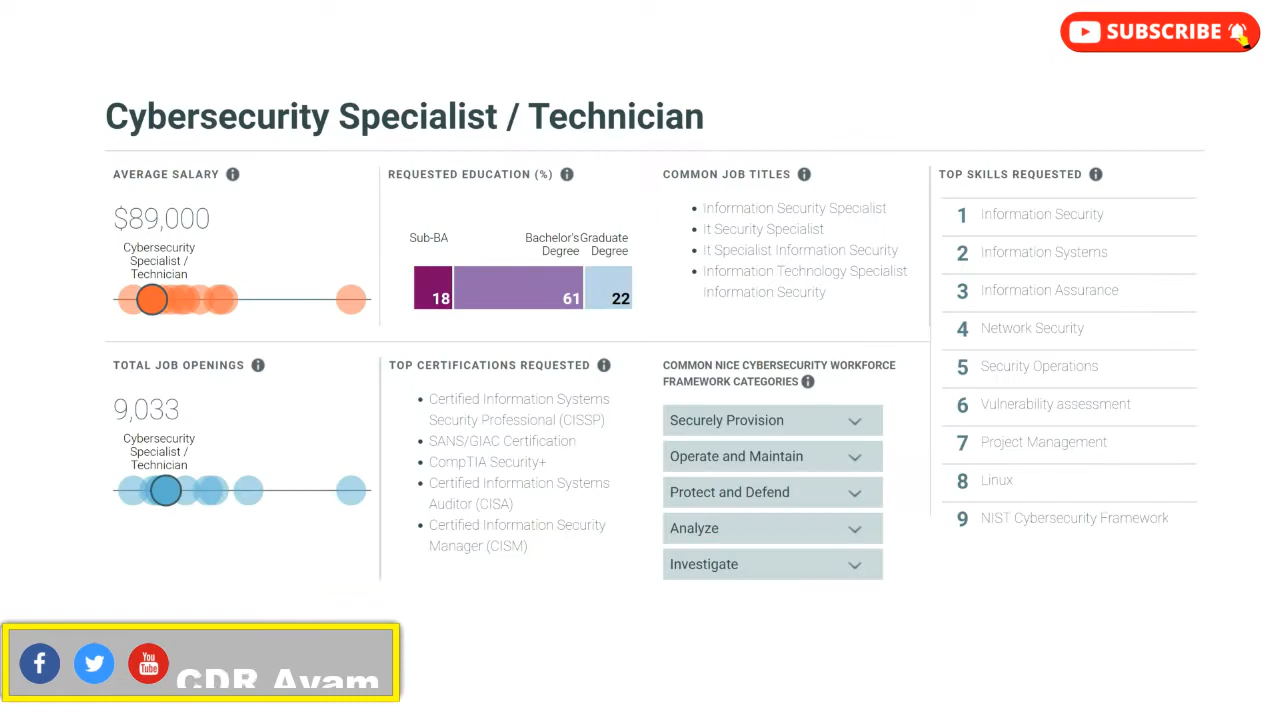 SUBSCRIBE
Cybersecurity Specialist / Technician
AVERAGE SALARY
$89,000
Cybersecurity
Specialist /
Technician
REQUESTED EDUCATION (%)
Sub-BA
Bachelor's
Degree
Graduate
Degree
18
61
22
COMMON JOB TITLES
Information Security Specialist
It Security Specialist
It Specialist Information Security
Information Technology Specialist
Information Security
TOP SKILLS REQUESTED
1 Information Security
2 Information Systems
3 Information Assurance
4 Network Security
5 Security Operations
6 Vulnerability assessment
7 Project Management
8 Linux
9 NIST Cybersecurity Framework
TOTAL JOB OPENINGS
9,033
Cybersecurity
Specialist /
Technician
TOP CERTIFICATIONS REQUESTED
Certified Information Systems
Security Professional (CISSP)
SANS/GIAC Certification
CompTIA Security+
Certified Information Systems
Auditor (CISA)
Certified Information Security
Manager (CISM)
COMMON NICE CYBERSECURITY WORKFORCE
FRAMEWORK CATEGORIES
Securely Provision
Operate and Maintain
Protect and Defend
Analyze
Investigate
You
Tube
CDR Avam